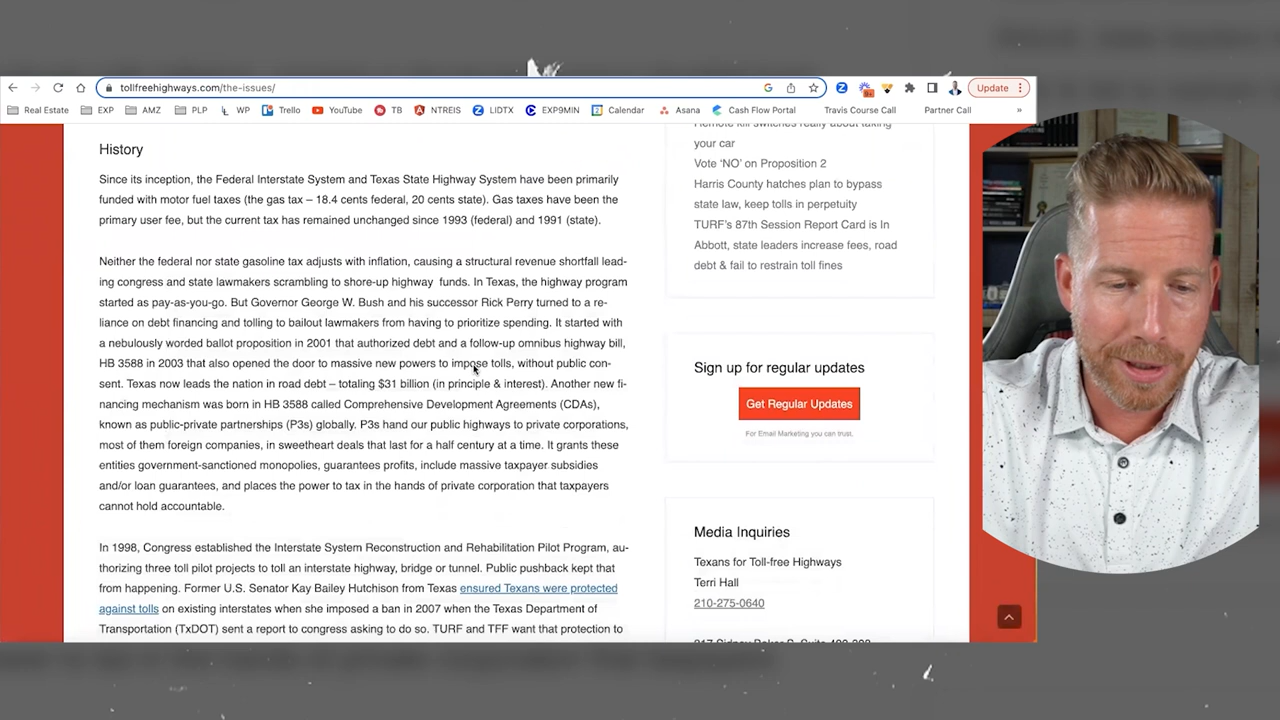 tollfreehighways.com/the-issues/
Update
Real Estate
EXP
AMZ
PLP
WP
Trello
YouTube
TB
NTREIS
LIDTX
EXP9MIN
Calendar
Asana
Cash Flow Portal
Travis Course Call
Partner Call
»
History
Since its inception, the Federal Interstate System and Texas State Highway System have been primarily
funded with motor fuel taxes (the gas tax – 18.4 cents federal, 20 cents state). Gas taxes have been the
primary user fee, but the current tax has remained unchanged since 1993 (federal) and 1991 (state).
Neither the federal nor state gasoline tax adjusts with inflation, causing a structural revenue shortfall lead-
ing congress and state lawmakers scrambling to shore-up highway funds. In Texas, the highway program
started as pay-as-you-go. But Governor George W. Bush and his successor Rick Perry turned to a re-
liance on debt financing and tolling to bailout lawmakers from having to prioritize spending. It started with
a nebulously worded ballot proposition in 2001 that authorized debt and a follow-up omnibus highway bill,
HB 3588 in 2003 that also opened the door to massive new powers to impose tolls, without public con-
sent. Texas now leads the nation in road debt – totaling $31 billion (in principle & interest). Another new fi-
nancing mechanism was born in HB 3588 called Comprehensive Development Agreements (CDAs),
known as public-private partnerships (P3s) globally. P3s hand our public highways to private corporations,
most of them foreign companies, in sweetheart deals that last for a half century at a time. It grants these
entities government-sanctioned monopolies, guarantees profits, include massive taxpayer subsidies
and/or loan guarantees, and places the power to tax in the hands of private corporation that taxpayers
cannot hold accountable.
In 1998, Congress established the Interstate System Reconstruction and Rehabilitation Pilot Program, au-
thorizing three toll pilot projects to toll an interstate highway, bridge or tunnel. Public pushback kept that
from happening. Former U.S. Senator Kay Bailey Hutchison from Texas ensured Texans were protected
against tolls on existing interstates when she imposed a ban in 2007 when the Texas Department of
Transportation (TxDOT) sent a report to congress asking to do so. TURF and TFF want that protection to
Remote kill switches really about taking
your car
Vote ‘NO’ on Proposition 2
Harris County hatches plan to bypass
state law, keep tolls in perpetuity
TURF’s 87th Session Report Card is In
Abbott, state leaders increase fees, road
debt & fail to restrain toll fines
Sign up for regular updates
Get Regular Updates
For Email Marketing you can trust.
Media Inquiries
Texans for Toll-free Highways
Terri Hall
210-275-0640